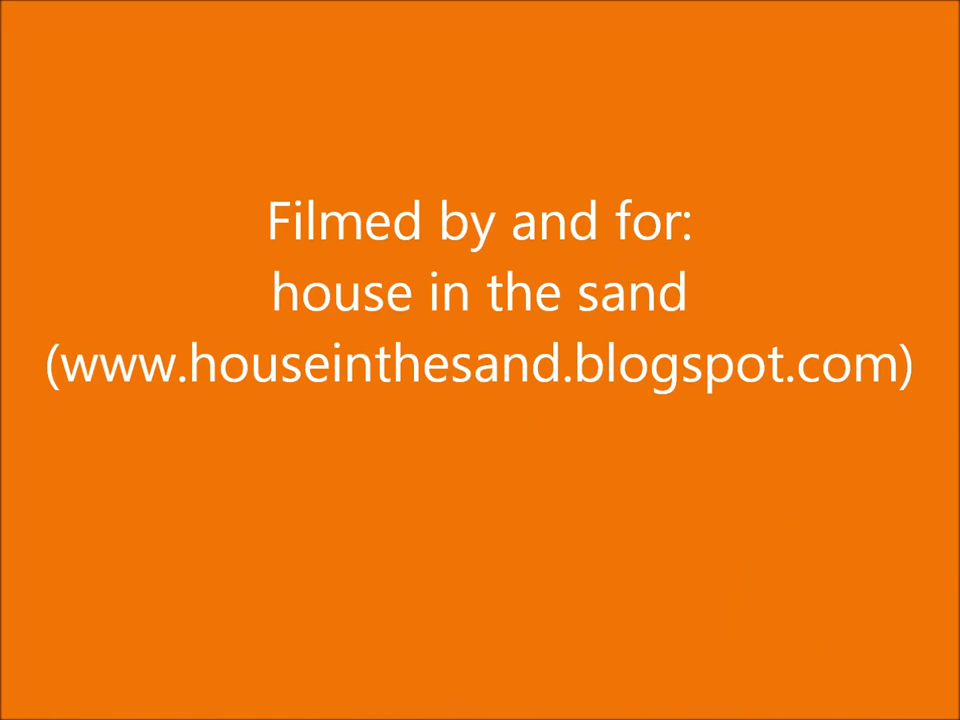 Filmed by and for:
house in the sand
(www.houseinthesand.blogspot.com)